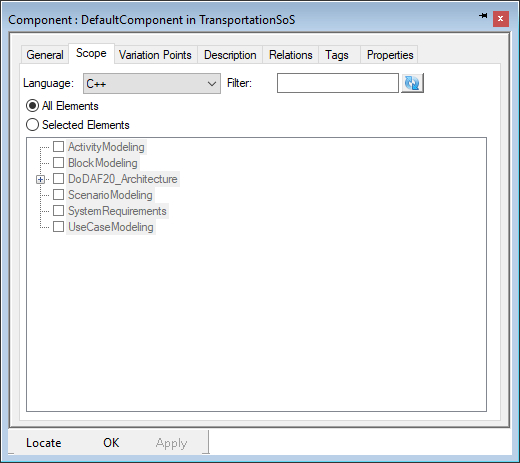 Component : DefaultComponent in TransportationSoS
General Scope Variation Points Description Relations Tags Properties
Language: C++ Filter:
All Elements
Selected Elements
ActivityModeling
BlockModeling
DoDAF20_Architecture
ScenarioModeling
SystemRequirements
UseCaseModeling
Locate OK Apply